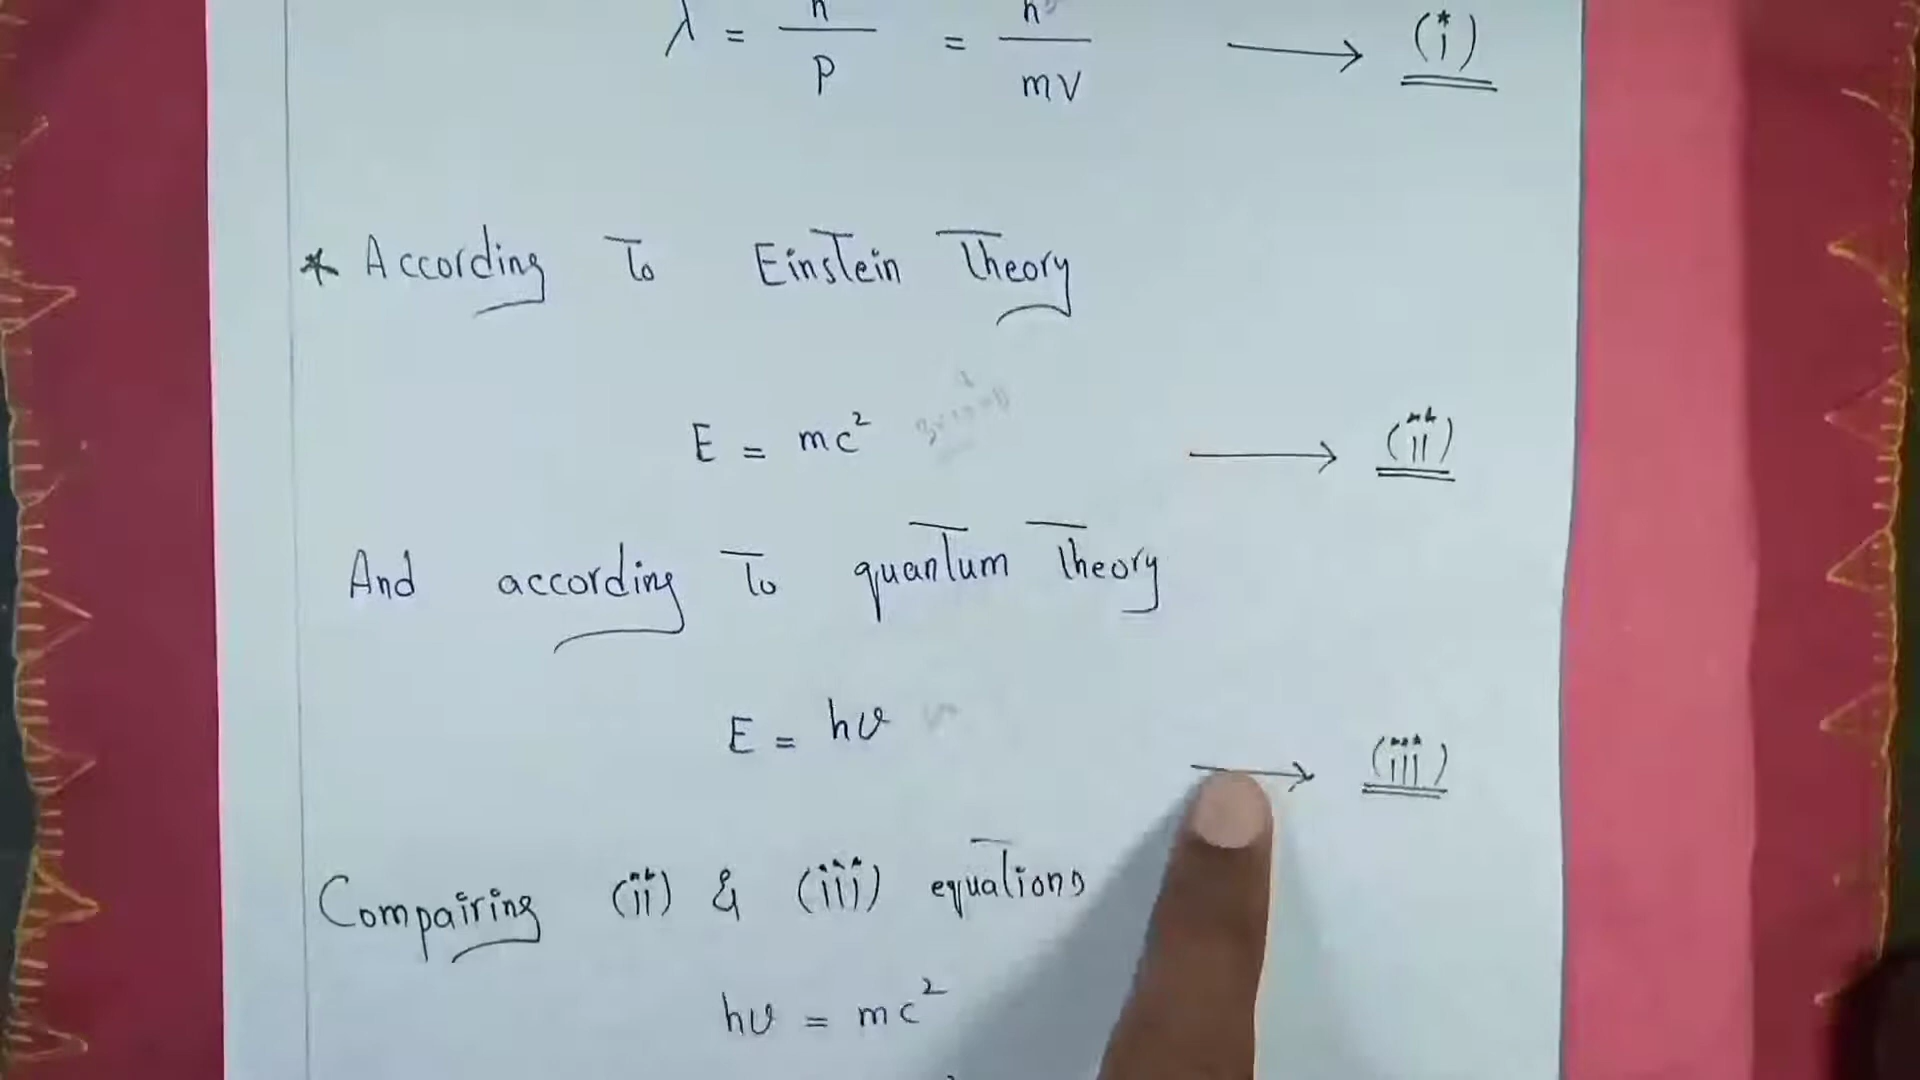 λ = h/P = h/mV → (i)
* According To Einstein Theory
E = mc² → (ii)
And according To quantum Theory
E = hν → (iii)
Compairing (ii) & (iii) equations
hν = mc²